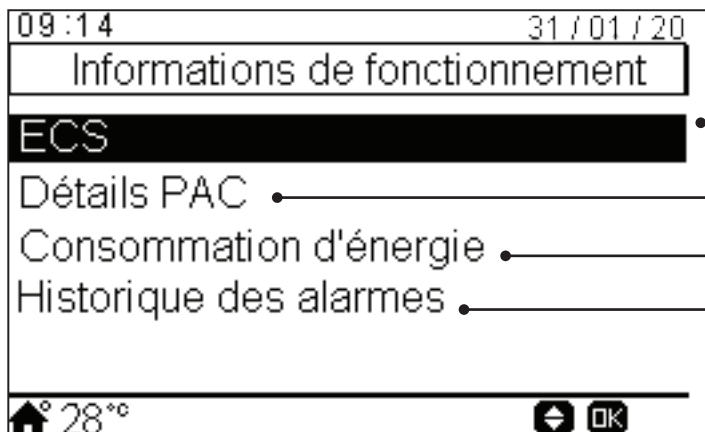 09:14 31/01/20
Informations de fonctionnement
ECS
Détails PAC
Consommation d'énergie
Historique des alarmes
28°C OK